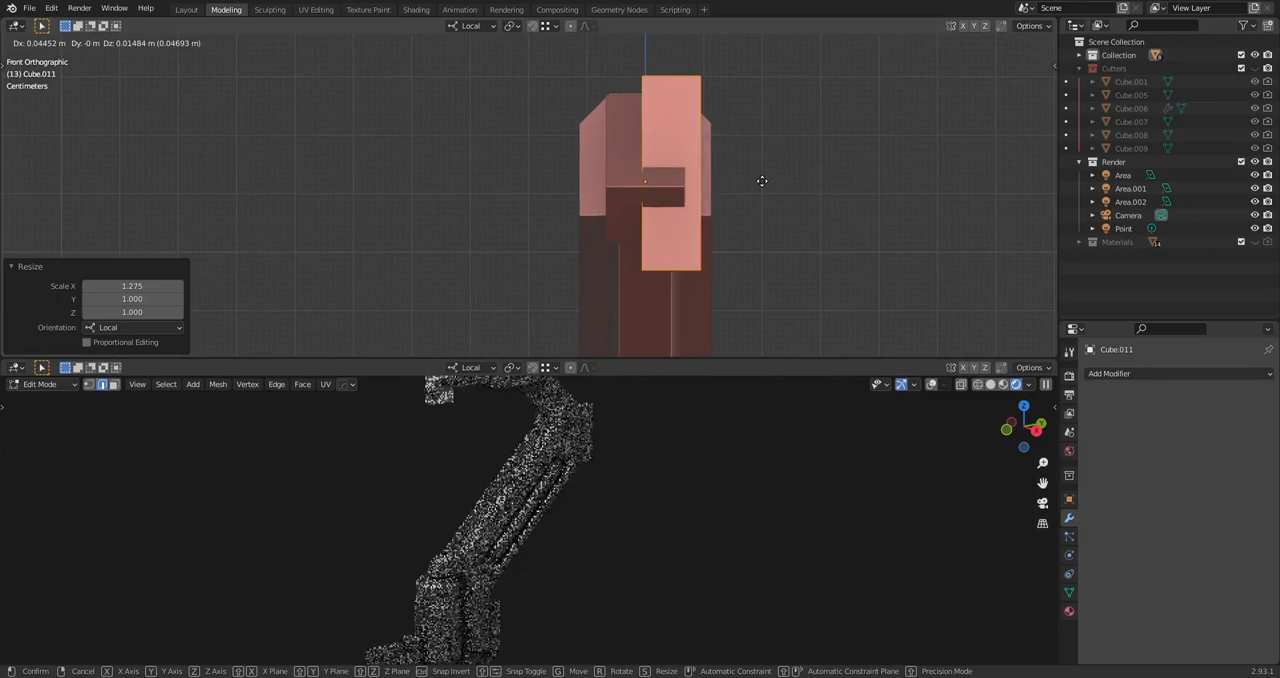 File Edit Render Window Help Layout Modeling Sculpting UV Editing Texture Paint Shading Animation Rendering Compositing Geometry Nodes Scripting + Scene View Layer
Local X Y Z Options
Dx: 0.04452 m Dy: -0 m Dz: 0.01484 m (0.04693 m)
Front Orthographic
(13) Cube.011
Centimeters
Resize
Scale X 1.275
Y 1.000
Z 1.000
Orientation Local
Proportional Editing
Local X Y Z Options
Edit Mode View Select Add Mesh Vertex Edge Face UV
Z
Y
X
Scene Collection
Collection
Cutters
Cube.001
Cube.005
Cube.006
Cube.007
Cube.008
Cube.009
Render
Area
Area.001
Area.002
Camera
Point
Materials 14
Cube.011
Add Modifier
Confirm Cancel X X Axis Y Y Axis Z Z Axis X X Plane Y Y Plane Z Z Plane Snap Invert Snap Toggle G Move R Rotate S Resize Automatic Constraint Automatic Constraint Plane Precision Mode 2.93.1